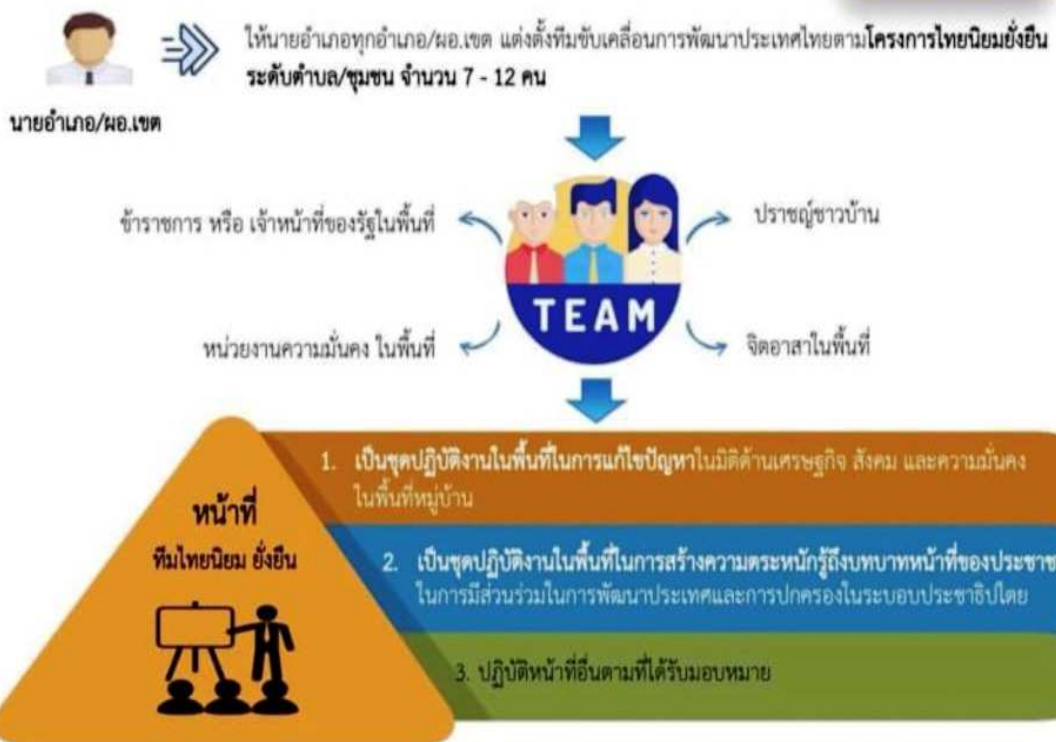 ให้นายอำเภอทุกอำเภอ/ผอ.เขต แต่งตั้งทีมขับเคลื่อนการพัฒนาประเทศไทยตามโครงการไทยนิยมยั่งยืน
ระดับตำบล/ชุมชน จำนวน 7 - 12 คน
นายอำเภอ/ผอ.เขต
ข้าราชการ หรือ เจ้าหน้าที่ของรัฐในพื้นที่
ปราชญ์ชาวบ้าน
TEAM
หน่วยงานความมั่นคง ในพื้นที่
จิตอาสาในพื้นที่
หน้าที่
ทีมไทยนิยม ยั่งยืน
1. เป็นชุดปฏิบัติงานในพื้นที่ในการแก้ไขปัญหาในมิติด้านเศรษฐกิจ สังคม และความมั่นคง
ในพื้นที่หมู่บ้าน
2. เป็นชุดปฏิบัติงานในพื้นที่ในการสร้างความตระหนักรู้ถึงบทบาทหน้าที่ของประชาช
ในการมีส่วนร่วมในการพัฒนาประเทศและการปกครองในระบอบประชาธิปไตย
3. ปฏิบัติหน้าที่อื่นตามที่ได้รับมอบหมาย